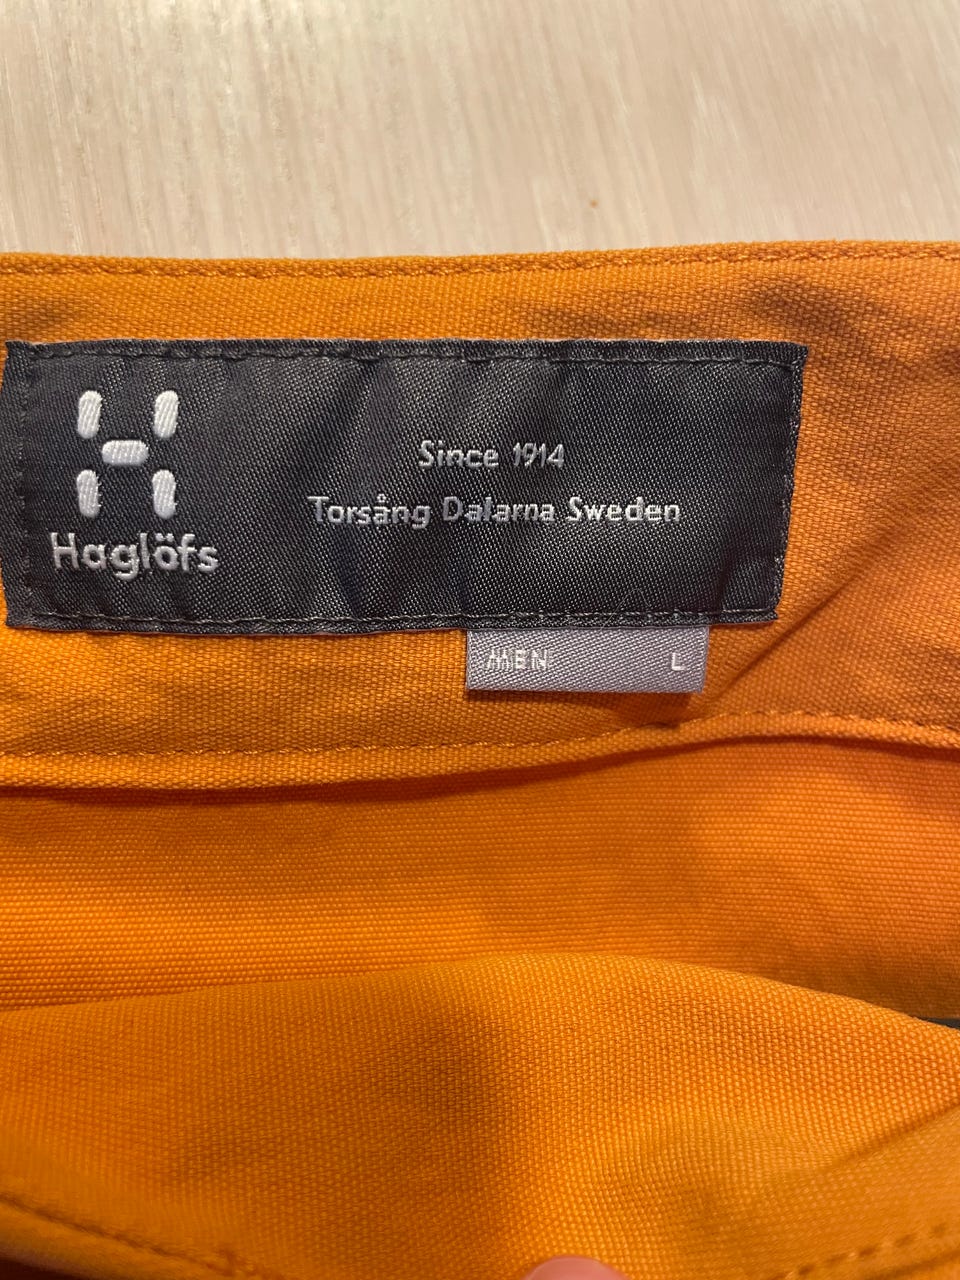 Since 1914
Torsång Dalarna Sweden
Haglöfs
MEN L